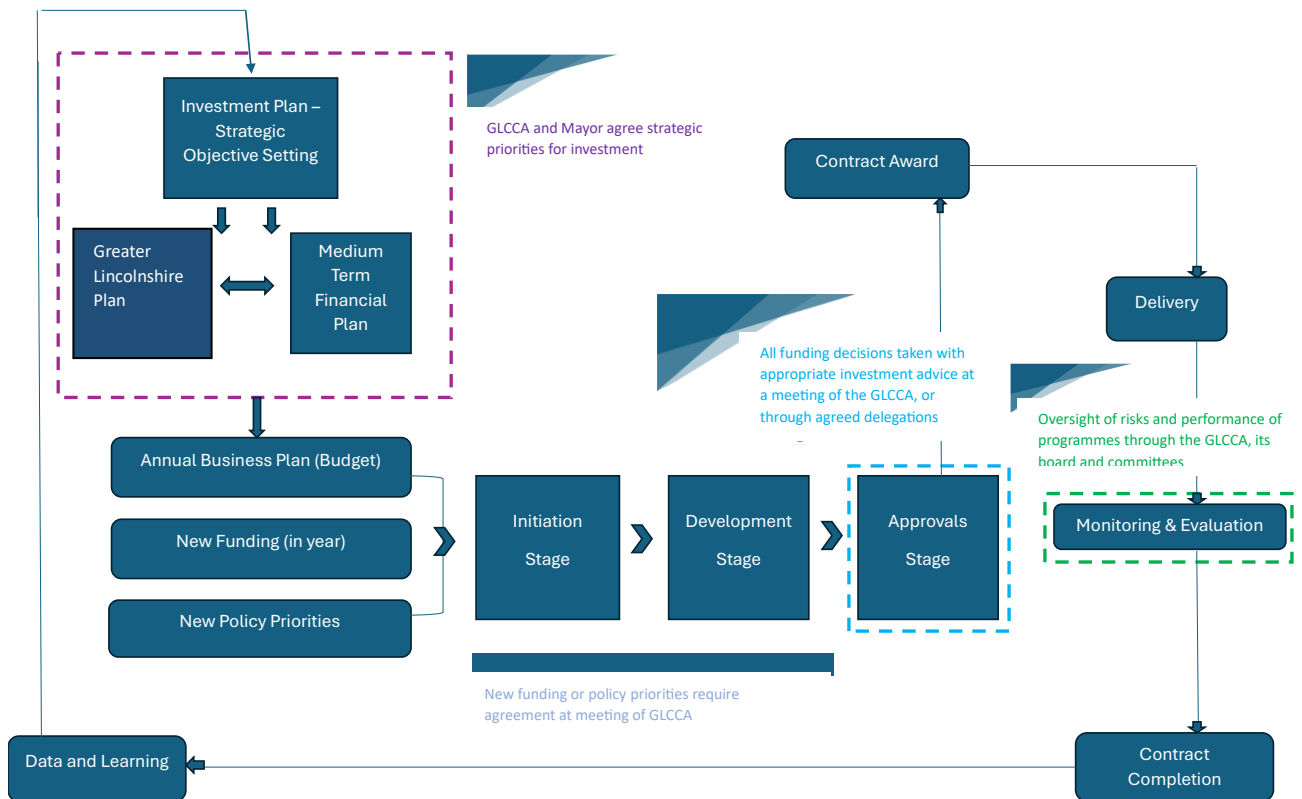 Investment Plan –
Strategic
Objective Setting
GLCCA and Mayor agree strategic
priorities for investment
Greater
Lincolnshire
Plan
Medium
Term
Financial
Plan
Contract Award
Delivery
All funding decisions taken with
appropriate investment advice at
a meeting of the GLCCA, or
through agreed delegations
Oversight of risks and performance of
programmes through the GLCCA, its
board and committees
Annual Business Plan (Budget)
New Funding (in year)
New Policy Priorities
Initiation
Stage
Development
Stage
Approvals
Stage
Monitoring & Evaluation
New funding or policy priorities require
agreement at meeting of GLCCA
Data and Learning
Contract
Completion